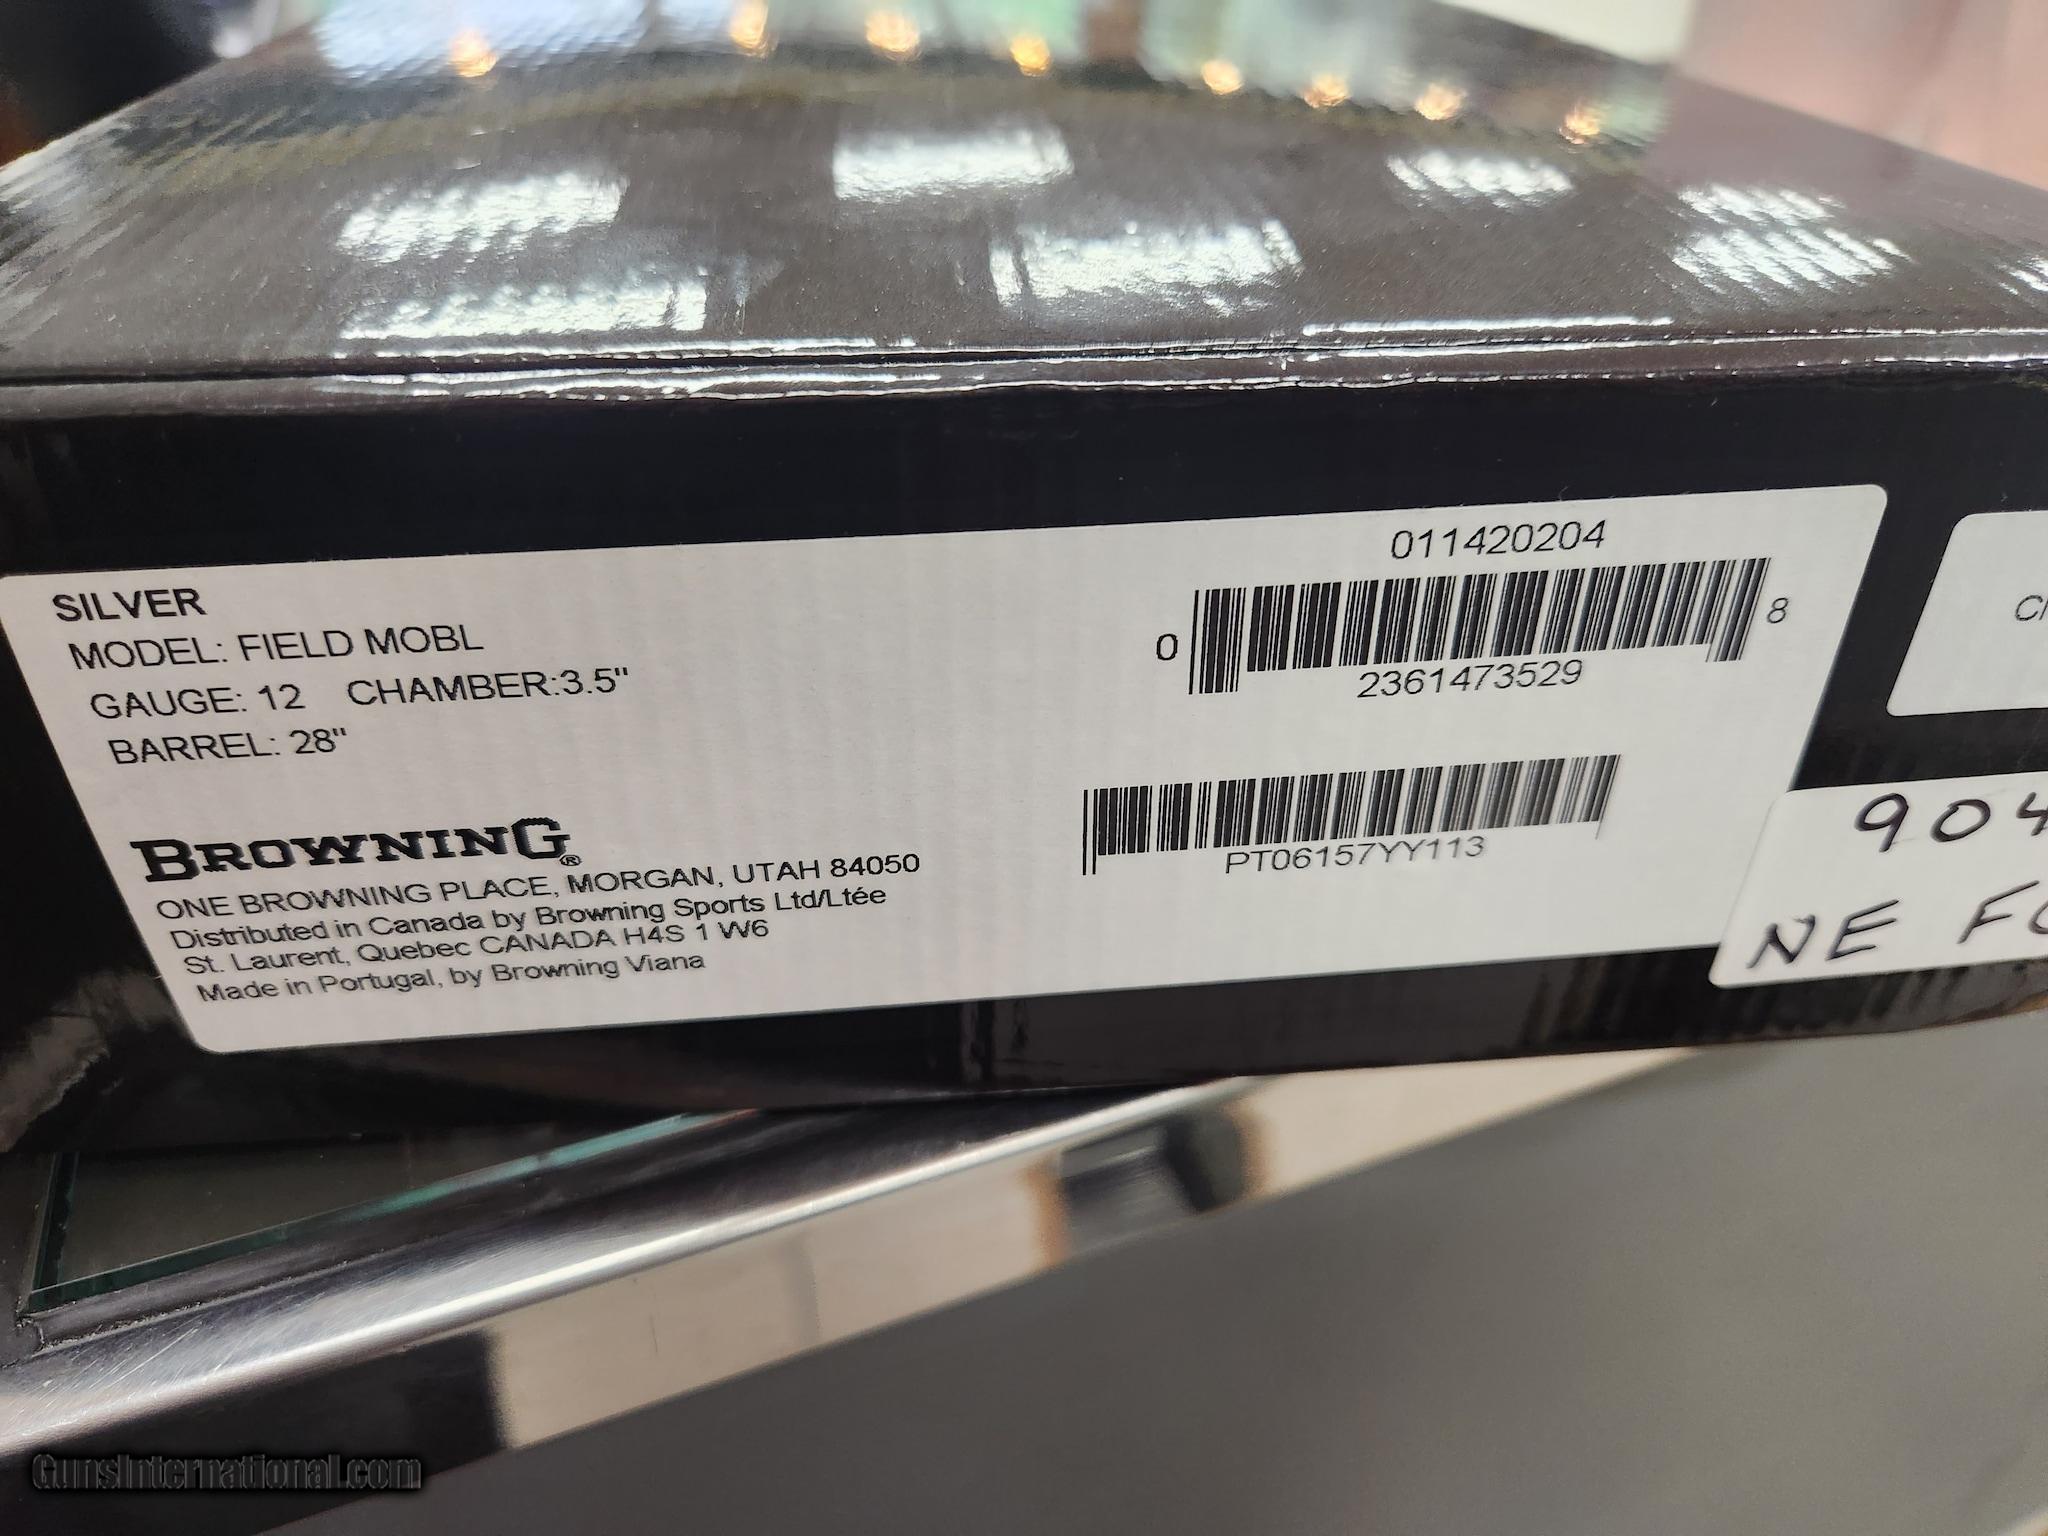 SILVER
MODEL: FIELD MOBL
GAUGE: 12 CHAMBER:3.5"
BARREL: 28"
BROWNING®
ONE BROWNING PLACE, MORGAN, UTAH 84050
Distributed in Canada by Browning Sports Ltd/Ltée
St. Laurent, Quebec CANADA H4S 1 W6
Made in Portugal, by Browning Viana
011420204
0 2361473529 8
PT06157YY113
904
NE
GunsInternational.com